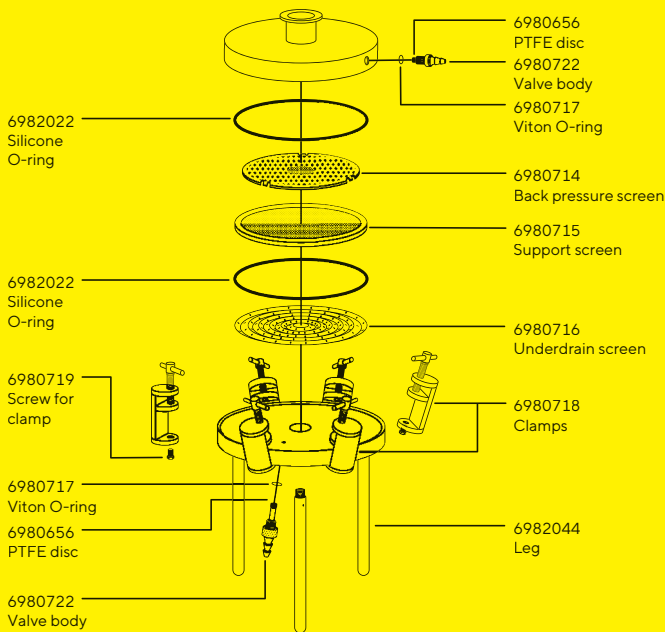 6980656
PTFE disc
6980722
Valve body
6980717
Viton O-ring
6982022
Silicone
O-ring
6980714
Back pressure screen
6980715
Support screen
6982022
Silicone
O-ring
6980716
Underdrain screen
6980719
Screw for
clamp
6980718
Clamps
6980717
Viton O-ring
6980656
PTFE disc
6982044
Leg
6980722
Valve body